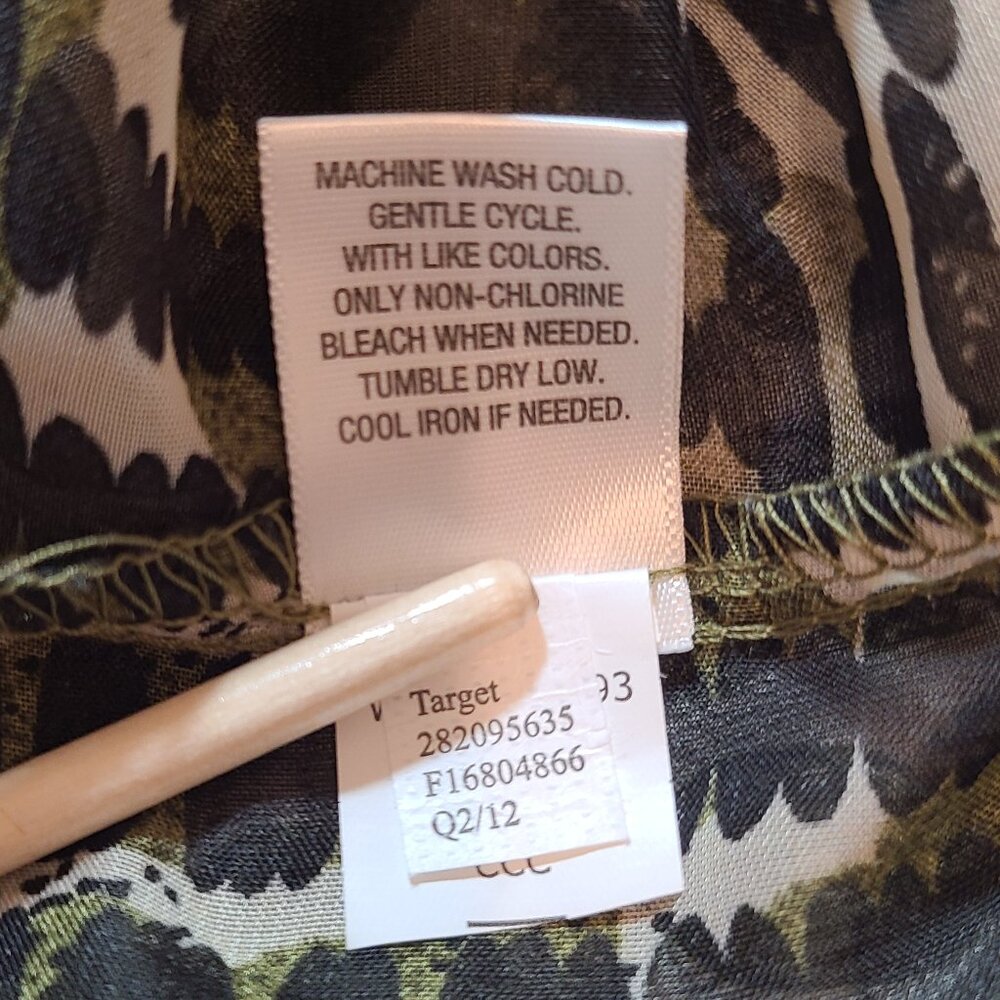 MACHINE WASH COLD.
GENTLE CYCLE.
WITH LIKE COLORS.
ONLY NON-CHLORINE
BLEACH WHEN NEEDED.
TUMBLE DRY LOW.
COOL IRON IF NEEDED.
Target
282095635
F16804866
Q2/12